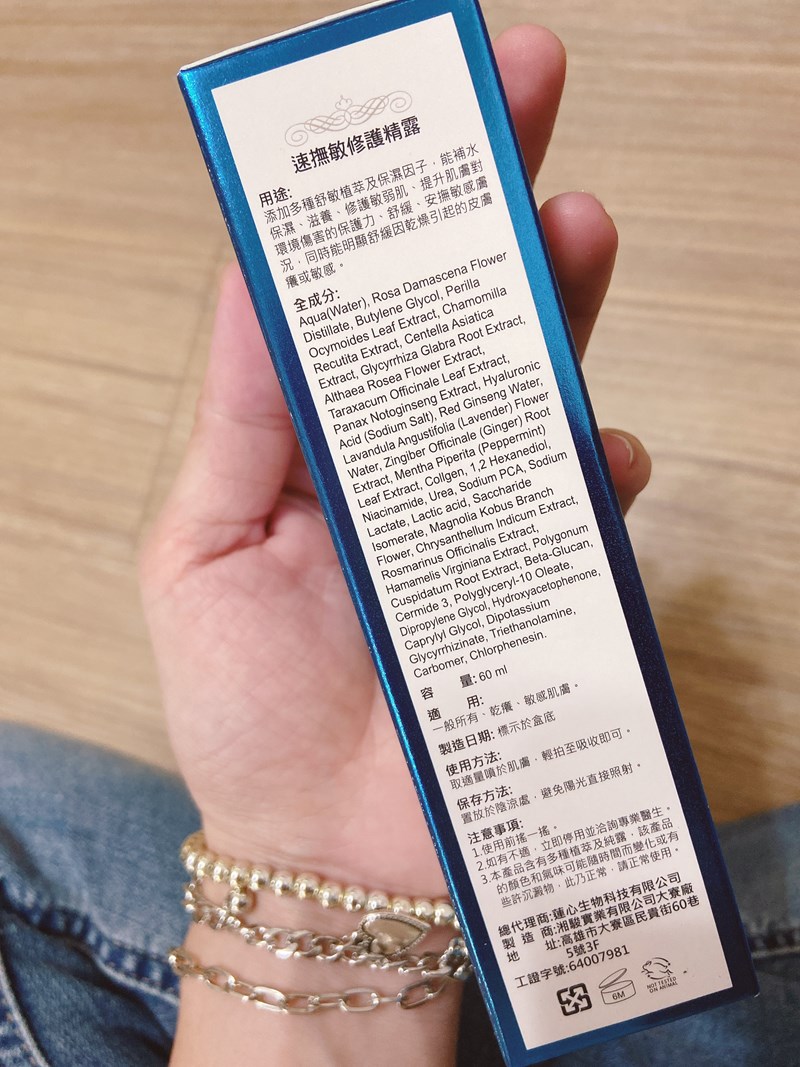 速撫敏修護精露
用途:
添加多種舒敏植萃及保濕因子，能補水
保濕、滋養、修護敏弱肌、提升肌膚對
環境傷害的保護力、舒緩、安撫敏感膚
況，同時能明顯舒緩因乾燥引起的皮膚
癢或敏感。
全成分:
Aqua(Water), Rosa Damascena Flower
Distillate, Butylene Glycol, Perilla
Ocymoides Leaf Extract, Chamomilla
Recutita Extract, Centella Asiatica
Extract, Glycyrrhiza Glabra Root Extract,
Althaea Rosea Flower Extract,
Taraxacum Officinale Leaf Extract,
Panax Notoginseng Extract, Hyaluronic
Acid (Sodium Salt), Red Ginseng Water,
Lavandula Angustifolia (Lavender) Flower
Water, Zingiber Officinale (Ginger) Root
Extract, Mentha Piperita (Peppermint)
Leaf Extract, Collgen, 1,2 Hexanediol,
Niacinamide, Urea, Sodium PCA, Sodium
Lactate, Lactic acid, Saccharide
Isomerate, Magnolia Kobus Branch
Flower, Chrysanthellum Indicum Extract,
Rosmarinus Officinalis Extract,
Hamamelis Virginiana Extract, Polygonum
Cuspidatum Root Extract, Beta-Glucan,
Cermide 3, Polyglyceryl-10 Oleate,
Dipropylene Glycol, Hydroxyacetophenone,
Caprylyl Glycol, Dipotassium
Glycyrrhizinate, Triethanolamine,
Carbomer, Chlorphenesin.
容 量: 60 ml
適 用:
一般所有、乾癢、敏感肌膚。
製造日期: 標示於盒底
使用方法:
取適量噴於肌膚，輕拍至吸收即可。
保存方法:
置放於陰涼處，避免陽光直接照射。
注意事項:
1.使用前搖一搖。
2.如有不適，立即停用並洽詢專業醫生。
3.本產品含有多種植萃及純露，該產品
的顏色和氣味可能隨時間而變化或有
些許沉澱物，此乃正常，請正常使用。
總代理商:蓮心生物科技有限公司
製 造 商:湘駿實業有限公司大寮廠
地 址:高雄市大寮區民貴街60巷
5號3F
工證字號:64007981
6M
NOT TESTED
ON ANIMAL